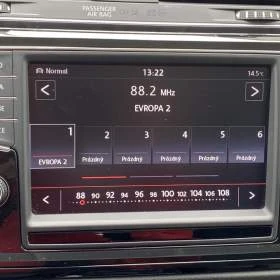 PASSENGER
AIR BAG
Normal 13:22 14.5°C
88.2 MHz
EVROPA 2
1 2 3 4 5 6
EVROPA 2 Prázdný Prázdný Prázdný Prázdný Prázdný
88 90 92 94 96 98 100 102 104 106 108